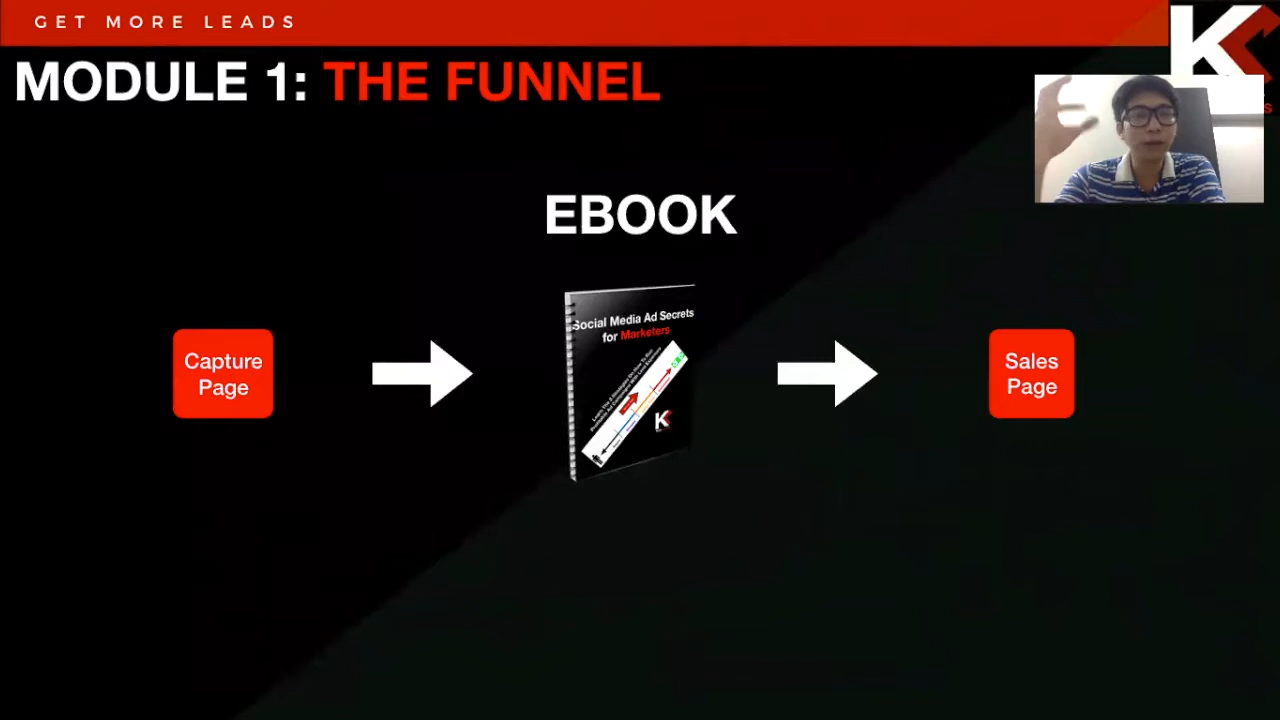 GET MORE LEADS
MODULE 1: THE FUNNEL
EBOOK
Social Media Ad Secrets
for Marketers
Capture
Page
Sales
Page